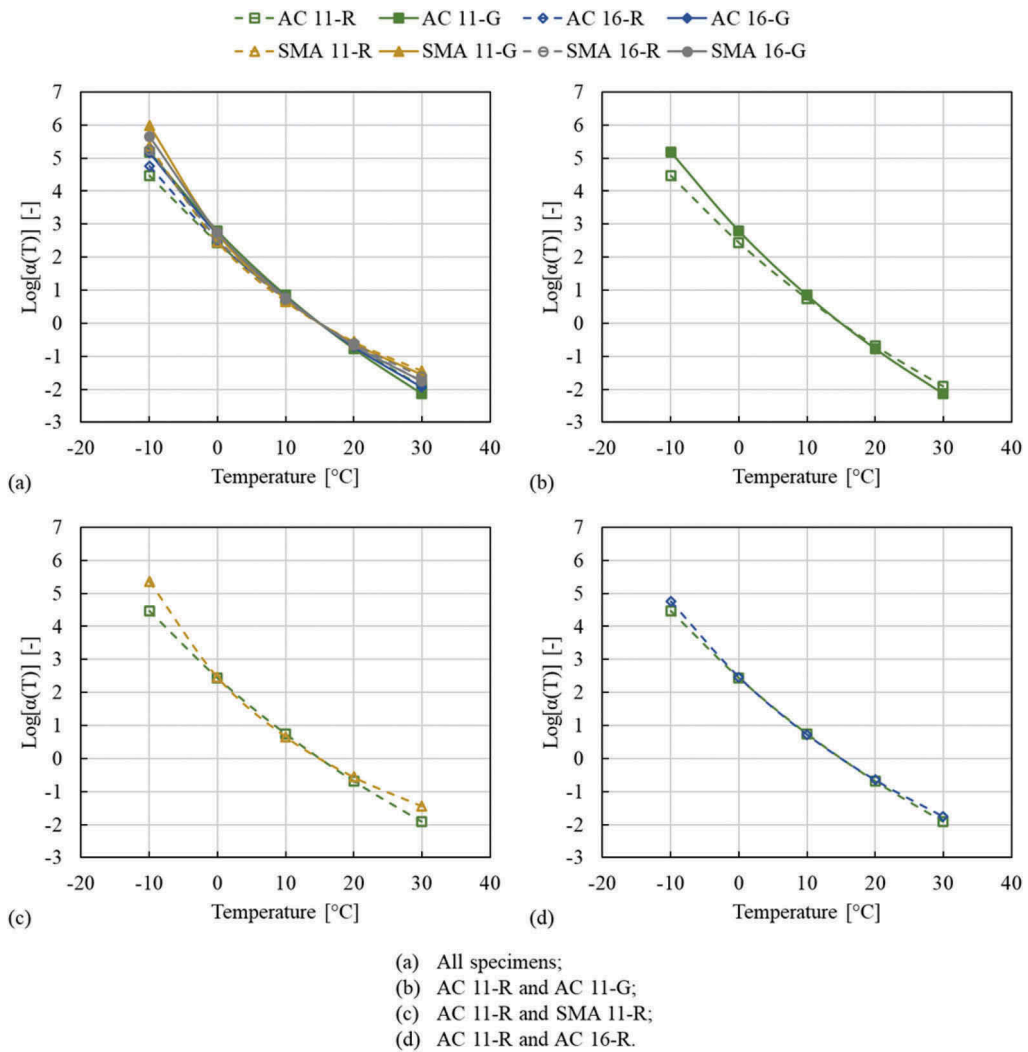 AC 11-R AC 11-G AC 16-R AC 16-G
SMA 11-R SMA 11-G SMA 16-R SMA 16-G
7
6
5
4
3
2
1
0
-1
-2
-3
Log[α(T)] [-]
-20 -10 0 10 20 30 40
Temperature [°C]
(a)
7
6
5
4
3
2
1
0
-1
-2
-3
Log[α(T)] [-]
-20 -10 0 10 20 30 40
Temperature [°C]
(b)
7
6
5
4
3
2
1
0
-1
-2
-3
Log[α(T)] [-]
-20 -10 0 10 20 30 40
Temperature [°C]
(c)
7
6
5
4
3
2
1
0
-1
-2
-3
Log[α(T)] [-]
-20 -10 0 10 20 30 40
Temperature [°C]
(d)
(a) All specimens;
(b) AC 11-R and AC 11-G;
(c) AC 11-R and SMA 11-R;
(d) AC 11-R and AC 16-R.